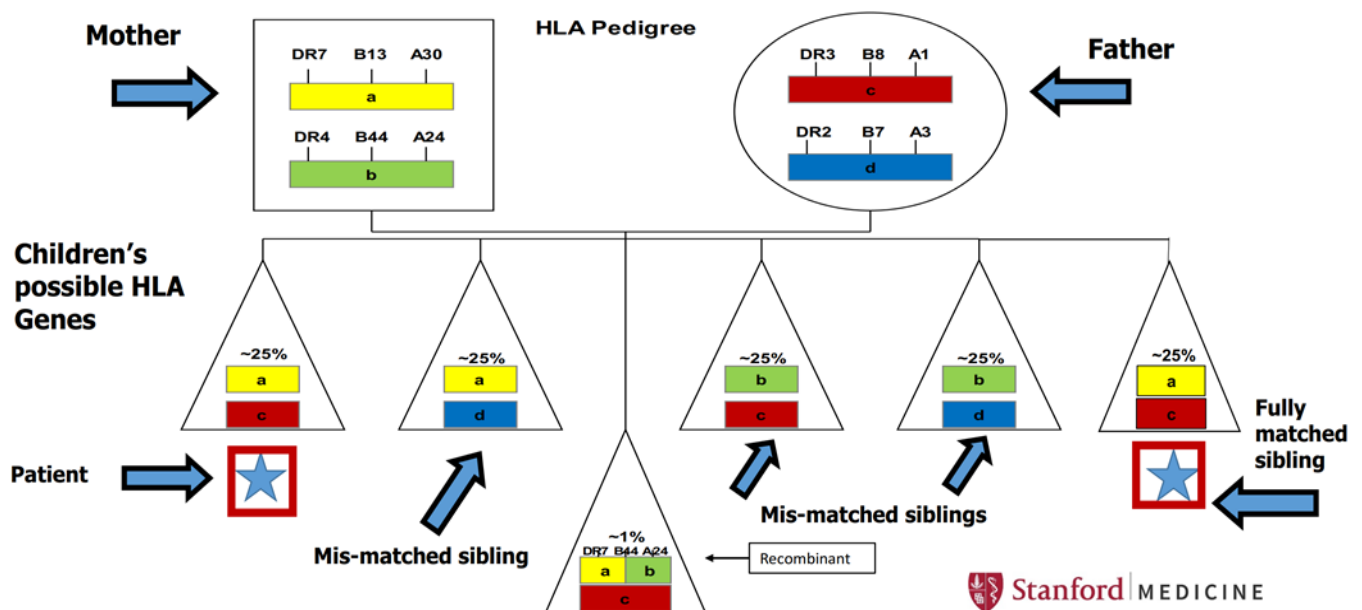 HLA Pedigree
Mother
Father
DR7 B13 A30
a
DR4 B44 A24
b
DR3 B8 A1
c
DR2 B7 A3
d
Children's
possible HLA
Genes
~25%
a
c
~25%
a
d
~25%
b
c
~25%
b
d
~25%
a
c
Patient
Mis-matched sibling
Mis-matched siblings
Fully
matched
sibling
~1%
DR7 B44 A24
a b
c
Recombinant
Stanford MEDICINE